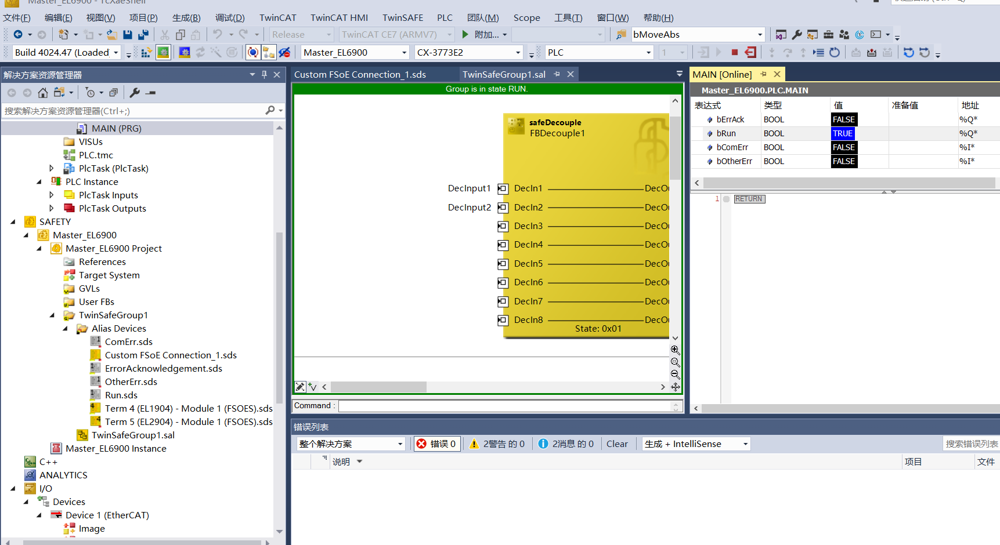 Master_EL6900 - TcXaeShell
文件(F) 编辑(E) 视图(V) 项目(P) 生成(B) 调试(D) TwinCAT TwinCAT HMI TwinSAFE PLC 团队(M) Scope 工具(T) 窗口(W) 帮助(H)
Release TwinCAT CE7 (ARMV7) 附加... bMoveAbs
Build 4024.47 (Loaded) Master_EL6900 CX-3773E2 PLC 1
解决方案资源管理器
搜索解决方案资源管理器(Ctrl+;)
MAIN (PRG)
VISUs
PLC.tmc
PlcTask (PlcTask)
PLC Instance
PlcTask Inputs
PlcTask Outputs
SAFETY
Master_EL6900
Master_EL6900 Project
References
Target System
GVLs
User FBs
TwinSafeGroup1
Alias Devices
ComErr.sds
Custom FSoE Connection_1.sds
ErrorAcknowledgement.sds
OtherErr.sds
Run.sds
Term 4 (EL1904) - Module 1 (FSOES).sds
Term 5 (EL2904) - Module 1 (FSOES).sds
TwinSafeGroup1.sal
Master_EL6900 Instance
C++
ANALYTICS
I/O
Devices
Device 1 (EtherCAT)
Image
Custom FSoE Connection_1.sds TwinSafeGroup1.sal
Group is in state RUN.
safeDecouple
FBDecouple1
DecInput1 DecIn1 DecOu
DecInput2 DecIn2 DecOu
DecIn3 DecOu
DecIn4 DecOu
DecIn5 DecOu
DecIn6 DecOu
DecIn7 DecOu
DecIn8 DecOu
State: 0x01
Command :
MAIN [Online]
Master_EL6900.PLC.MAIN
表达式 类型 值 准备值 地址
bErrAck BOOL FALSE %Q*
bRun BOOL TRUE %Q*
bComErr BOOL FALSE %I*
bOtherErr BOOL FALSE %I*
1 RETURN
错误列表
整个解决方案 错误 0 2警告 的 0 2消息 的 0 Clear 生成 + IntelliSense 搜索错误列表
说明 项目 文件